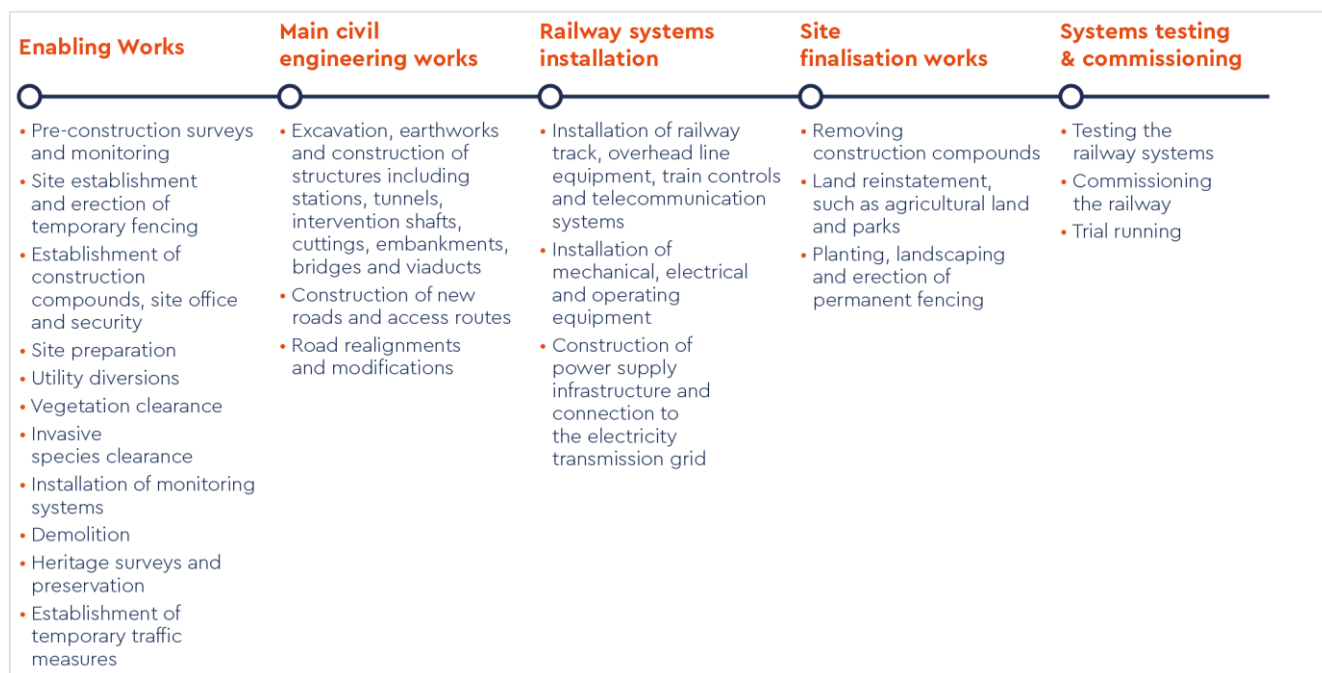 Enabling Works
• Pre-construction surveys
and monitoring
• Site establishment
and erection of
temporary fencing
• Establishment of
construction
compounds, site office
and security
• Site preparation
• Utility diversions
• Vegetation clearance
• Invasive
species clearance
• Installation of monitoring
systems
• Demolition
• Heritage surveys and
preservation
• Establishment of
temporary traffic
measures
Main civil
engineering works
• Excavation, earthworks
and construction of
structures including
stations, tunnels,
intervention shafts,
cuttings, embankments,
bridges and viaducts
• Construction of new
roads and access routes
• Road realignments
and modifications
Railway systems
installation
• Installation of railway
track, overhead line
equipment, train controls
and telecommunication
systems
• Installation of
mechanical, electrical
and operating
equipment
• Construction of
power supply
infrastructure and
connection to
the electricity
transmission grid
Site
finalisation works
• Removing
construction compounds
• Land reinstatement,
such as agricultural land
and parks
• Planting, landscaping
and erection of
permanent fencing
Systems testing
& commissioning
• Testing the
railway systems
• Commissioning
the railway
• Trial running